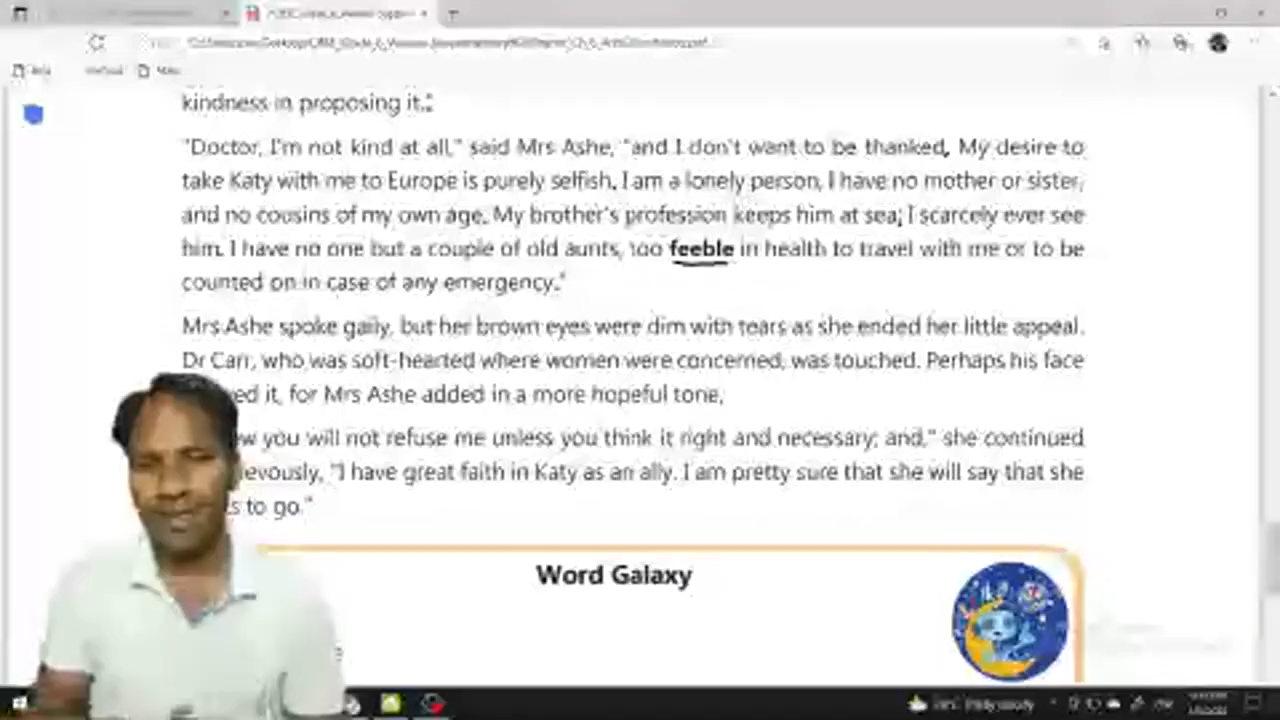 kindness in proposing it."
"Doctor, I'm not kind at all," said Mrs Ashe, "and I don't want to be thanked. My desire to
take Katy with me to Europe is purely selfish. I am a lonely person. I have no mother or sister,
and no cousins of my own age. My brother's profession keeps him at sea; I scarcely ever see
him. I have no one but a couple of old aunts, too feeble in health to travel with me or to be
counted on in case of any emergency."
Mrs Ashe spoke gaily, but her brown eyes were dim with tears as she ended her little appeal.
Dr Carr, who was soft-hearted where women were concerned, was touched. Perhaps his face
it, for Mrs Ashe added in a more hopeful tone,
you will not refuse me unless you think it right and necessary; and," she continued
"I have great faith in Katy as an ally. I am pretty sure that she will say that she
to go."
Word Galaxy